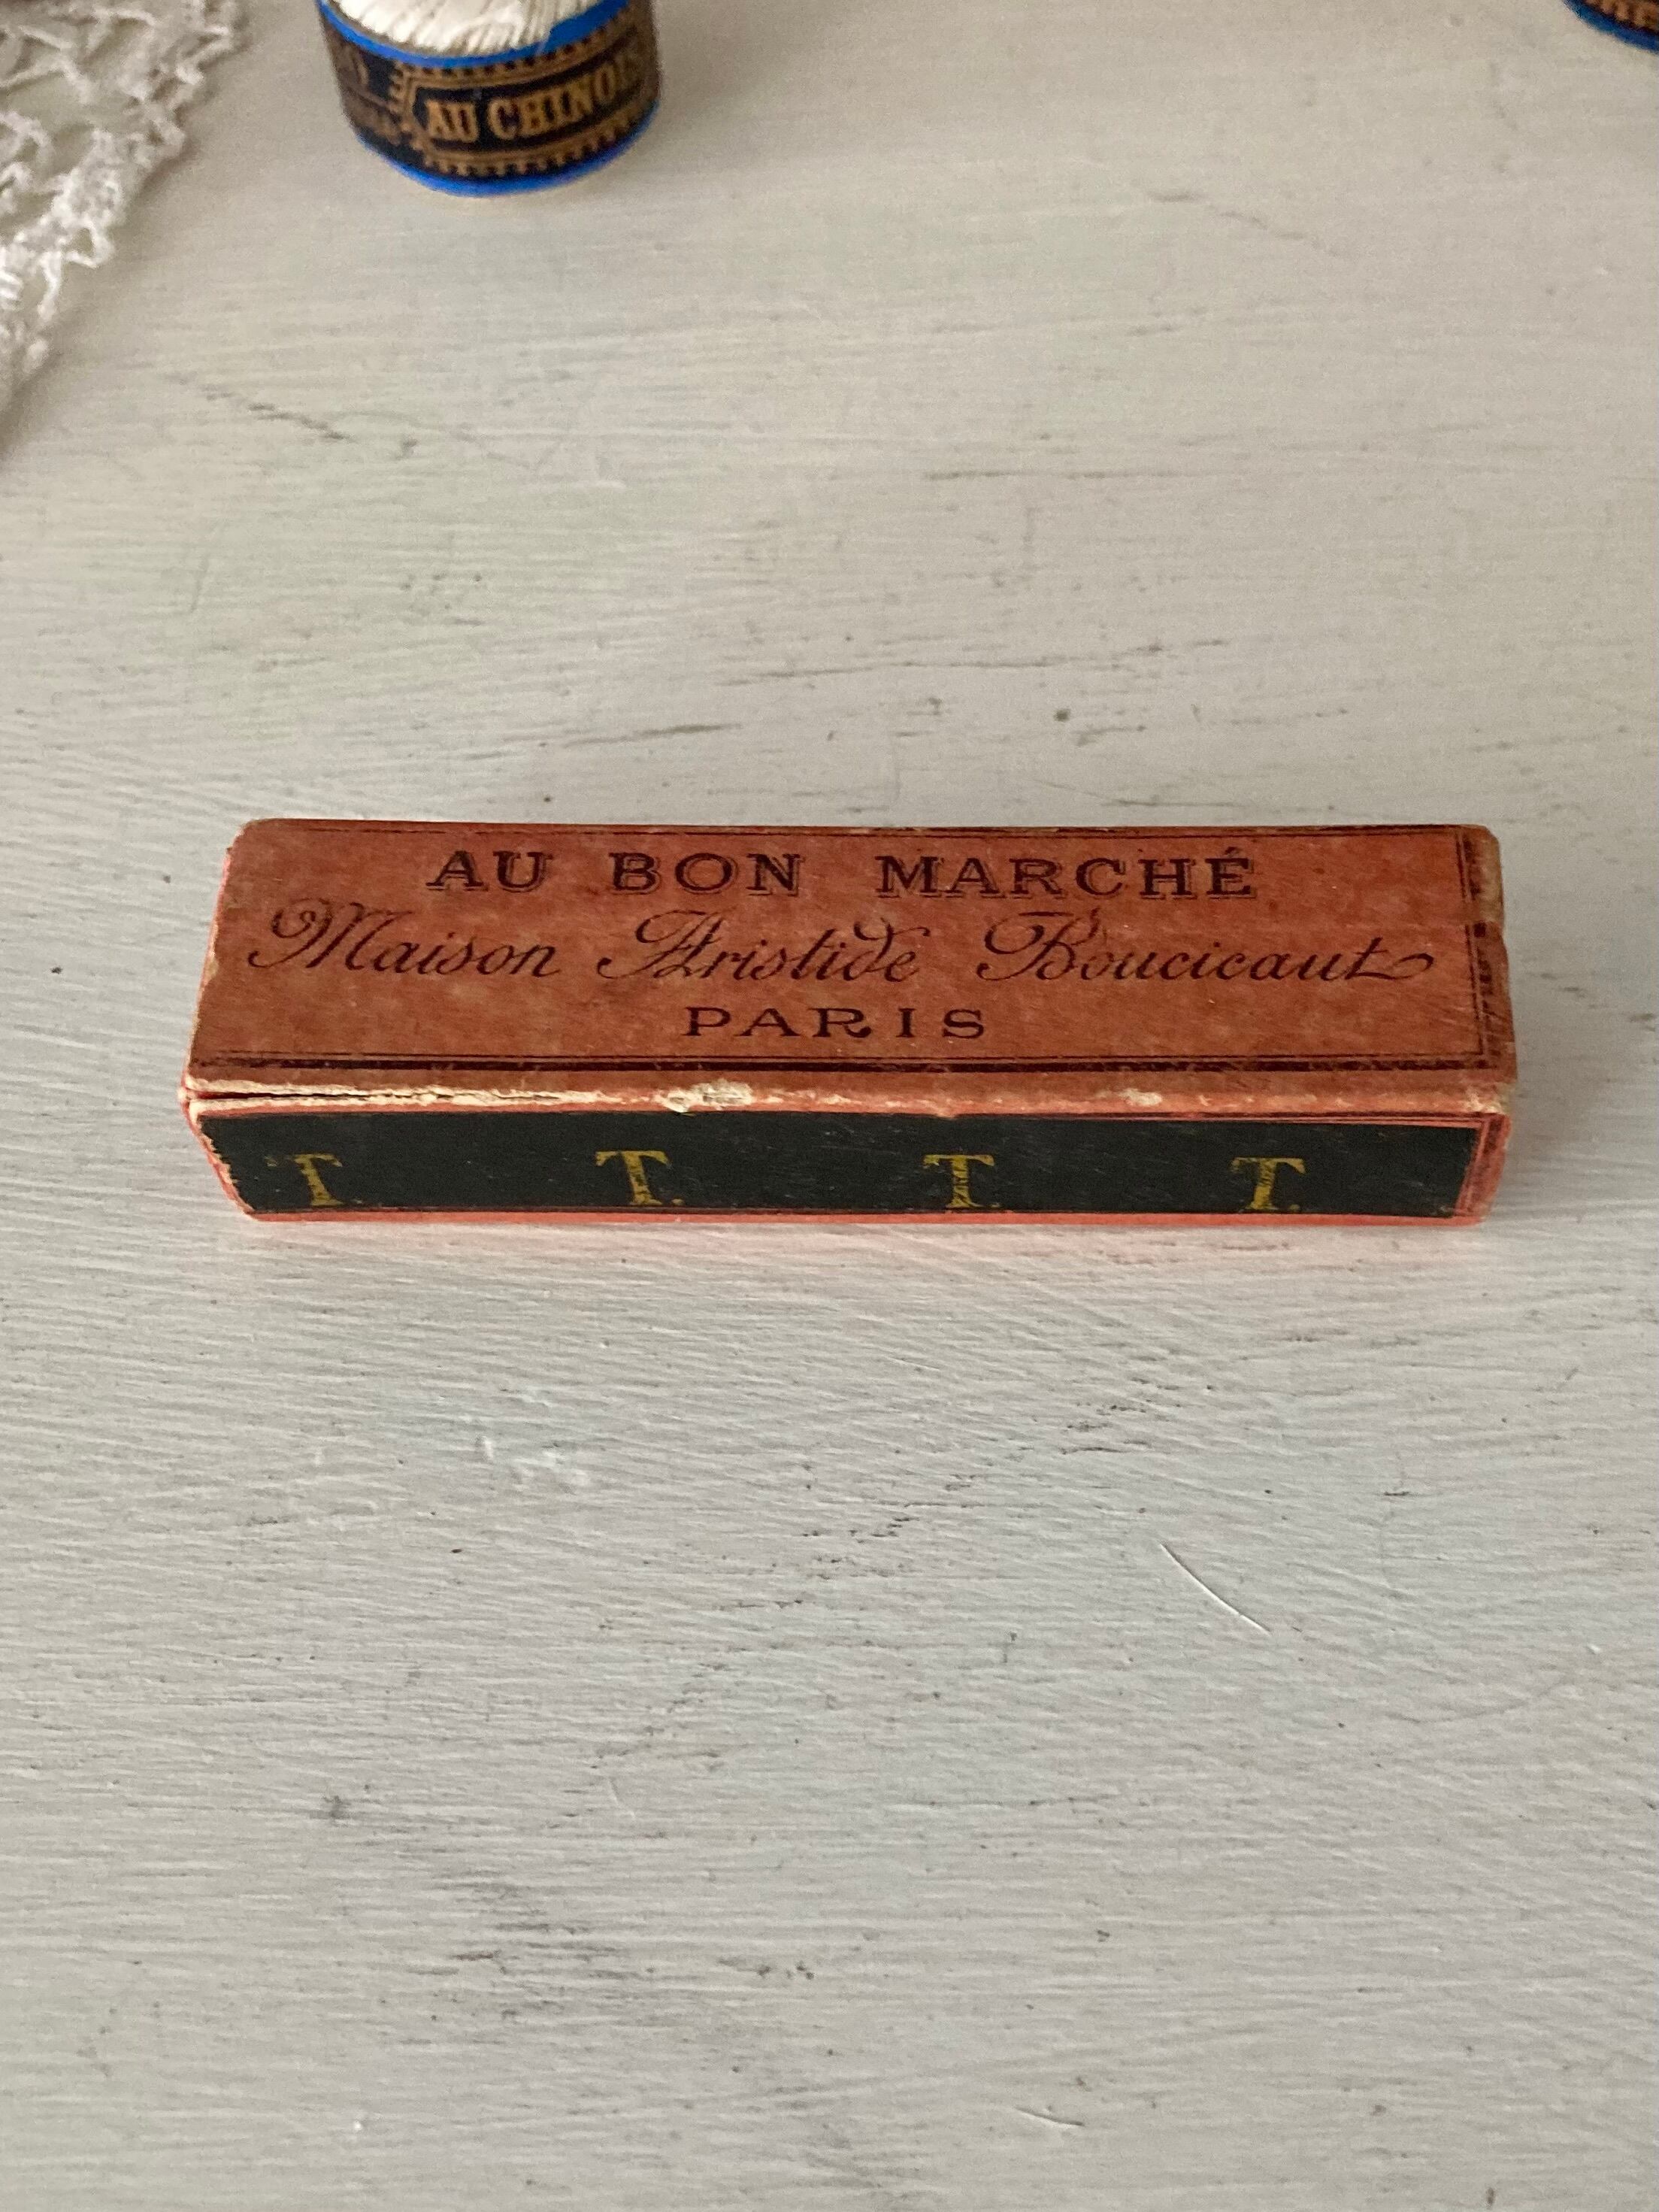 AU CHINOIS
AU BON MARCHÉ
Maison Aristide Boucicaut
PARIS
T. T. T. T.